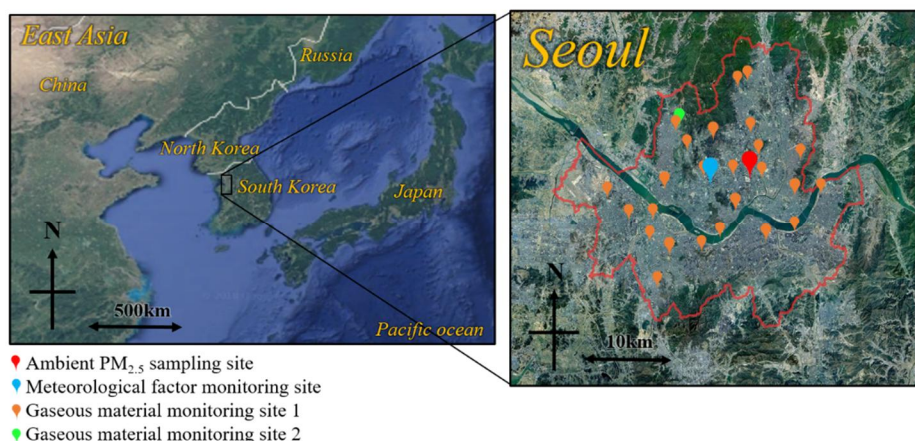 East Asia
Russia
China
North Korea
South Korea
Japan
N
500km
Pacific ocean
Seoul
N
10km
Ambient PM2.5 sampling site
Meteorological factor monitoring site
Gaseous material monitoring site 1
Gaseous material monitoring site 2